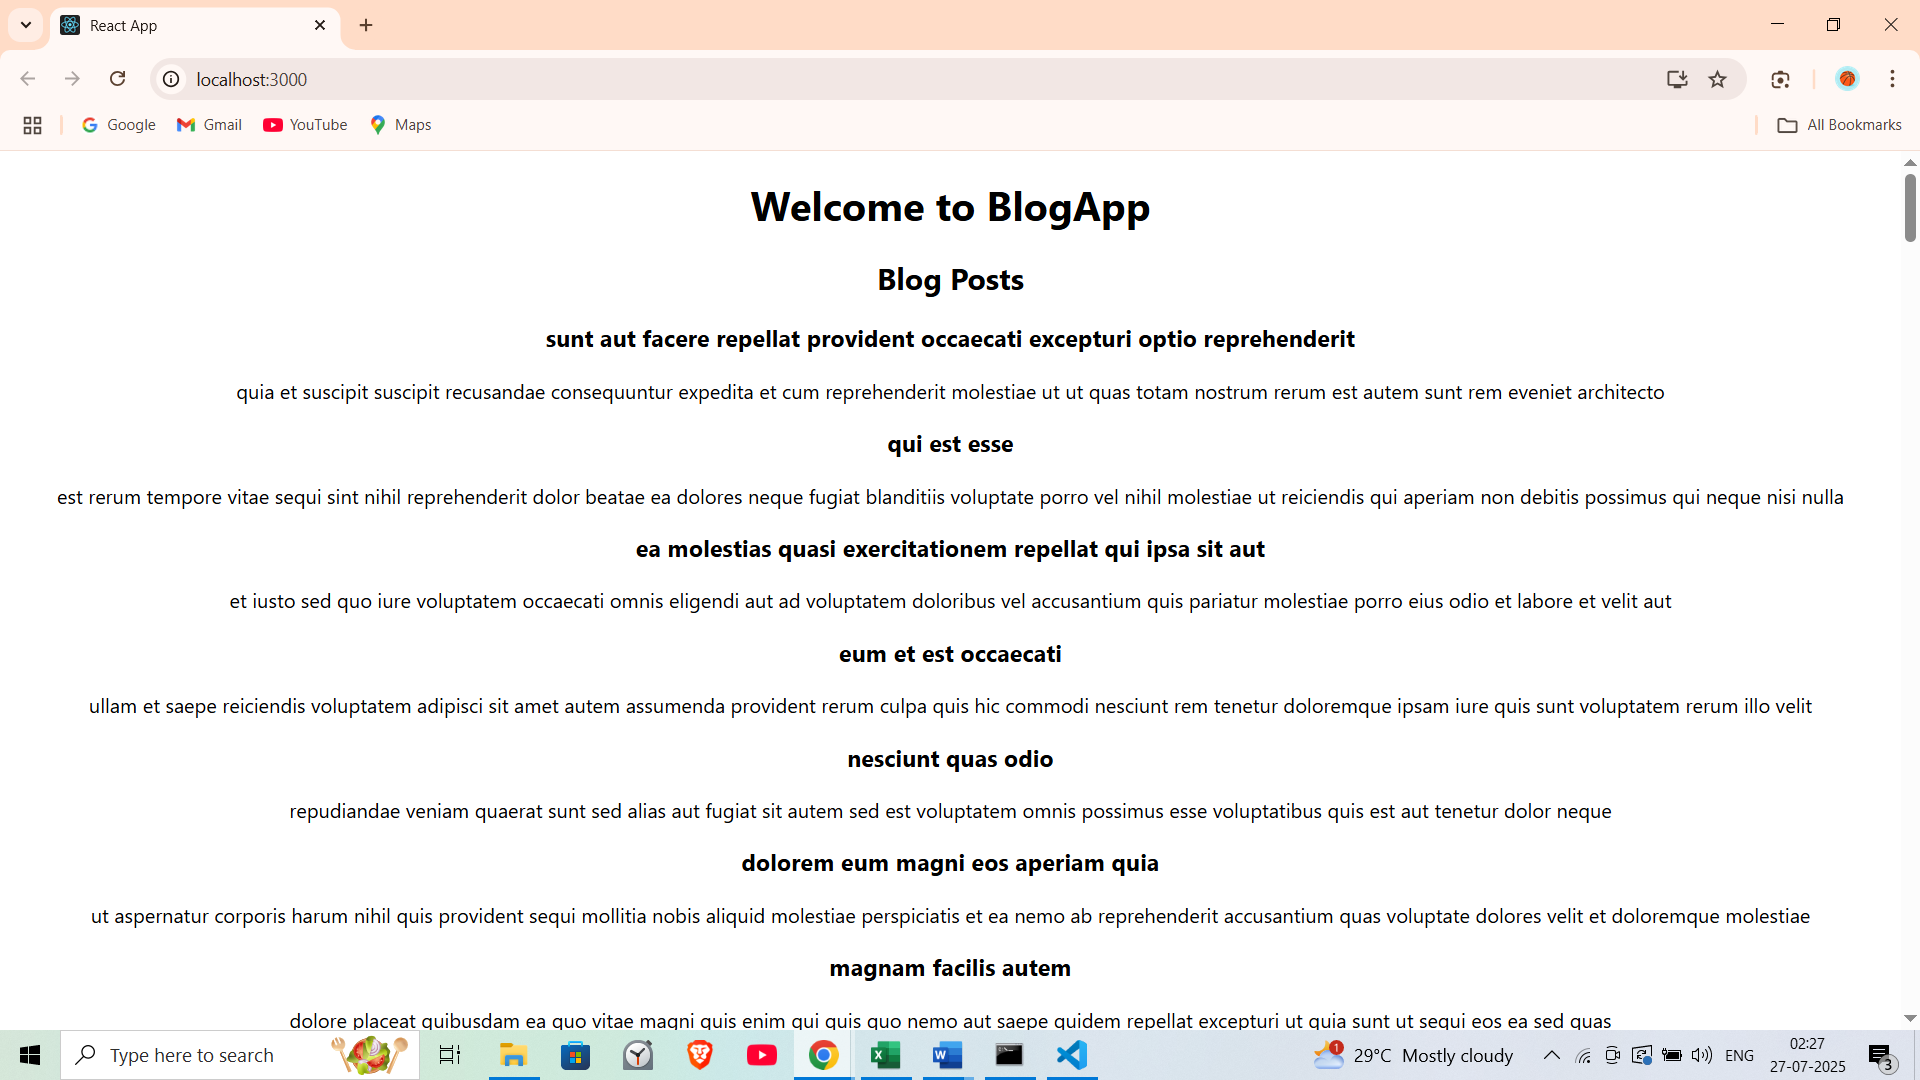 React App
localhost:3000
Google Gmail YouTube Maps All Bookmarks
Welcome to BlogApp
Blog Posts
sunt aut facere repellat provident occaecati excepturi optio reprehenderit
quia et suscipit suscipit recusandae consequuntur expedita et cum reprehenderit molestiae ut ut quas totam nostrum rerum est autem sunt rem eveniet architecto
qui est esse
est rerum tempore vitae sequi sint nihil reprehenderit dolor beatae ea dolores neque fugiat blanditiis voluptate porro vel nihil molestiae ut reiciendis qui aperiam non debitis possimus qui neque nisi nulla
ea molestias quasi exercitationem repellat qui ipsa sit aut
et iusto sed quo iure voluptatem occaecati omnis eligendi aut ad voluptatem doloribus vel accusantium quis pariatur molestiae porro eius odio et labore et velit aut
eum et est occaecati
ullam et saepe reiciendis voluptatem adipisci sit amet autem assumenda provident rerum culpa quis hic commodi nesciunt rem tenetur doloremque ipsam iure quis sunt voluptatem rerum illo velit
nesciunt quas odio
repudiandae veniam quaerat sunt sed alias aut fugiat sit autem sed est voluptatem omnis possimus esse voluptatibus quis est aut tenetur dolor neque
dolorem eum magni eos aperiam quia
ut aspernatur corporis harum nihil quis provident sequi mollitia nobis aliquid molestiae perspiciatis et ea nemo ab reprehenderit accusantium quas voluptate dolores velit et doloremque molestiae
magnam facilis autem
dolore placeat quibusdam ea quo vitae magni quis enim qui quis quo nemo aut saepe quidem repellat excepturi ut quia sunt ut sequi eos ea sed quas
Type here to search
1
29°C Mostly cloudy
ENG
02:27
27-07-2025
3